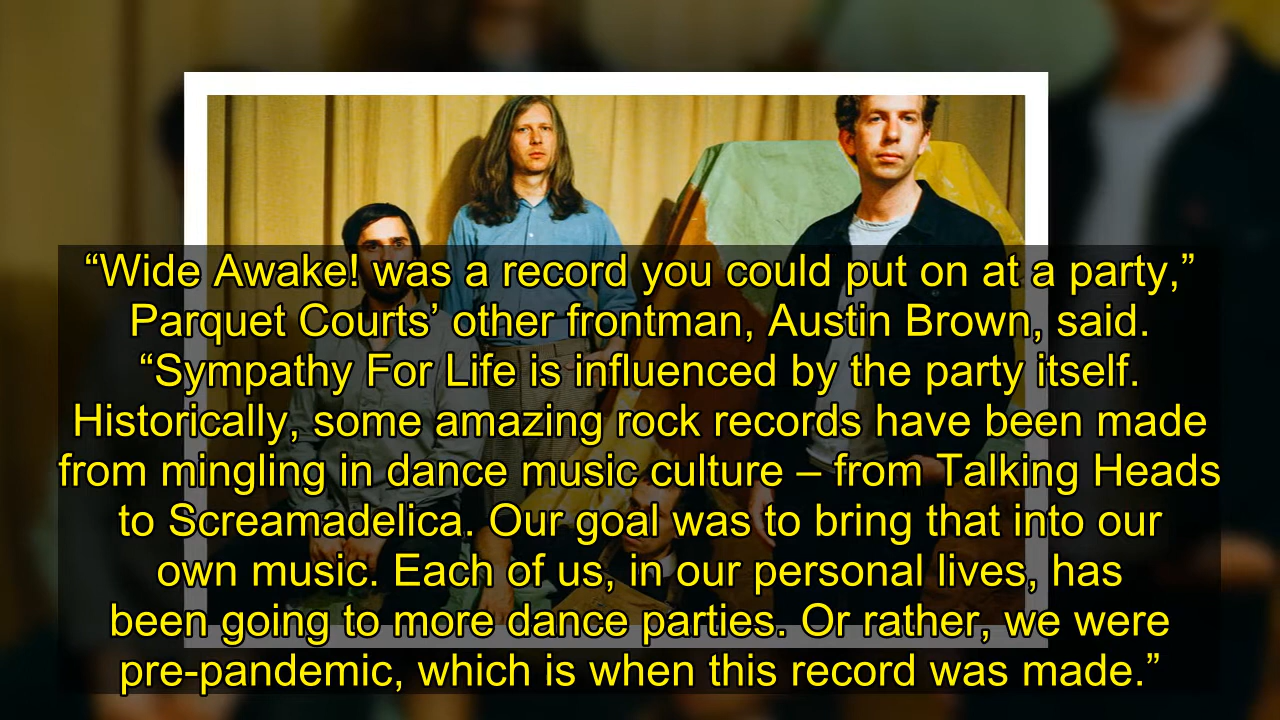 “Wide Awake! was a record you could put on at a party,”
Parquet Courts’ other frontman, Austin Brown, said.
“Sympathy For Life is influenced by the party itself.
Historically, some amazing rock records have been made
from mingling in dance music culture – from Talking Heads
to Screamadelica. Our goal was to bring that into our
own music. Each of us, in our personal lives, has
been going to more dance parties. Or rather, we were
pre-pandemic, which is when this record was made.”